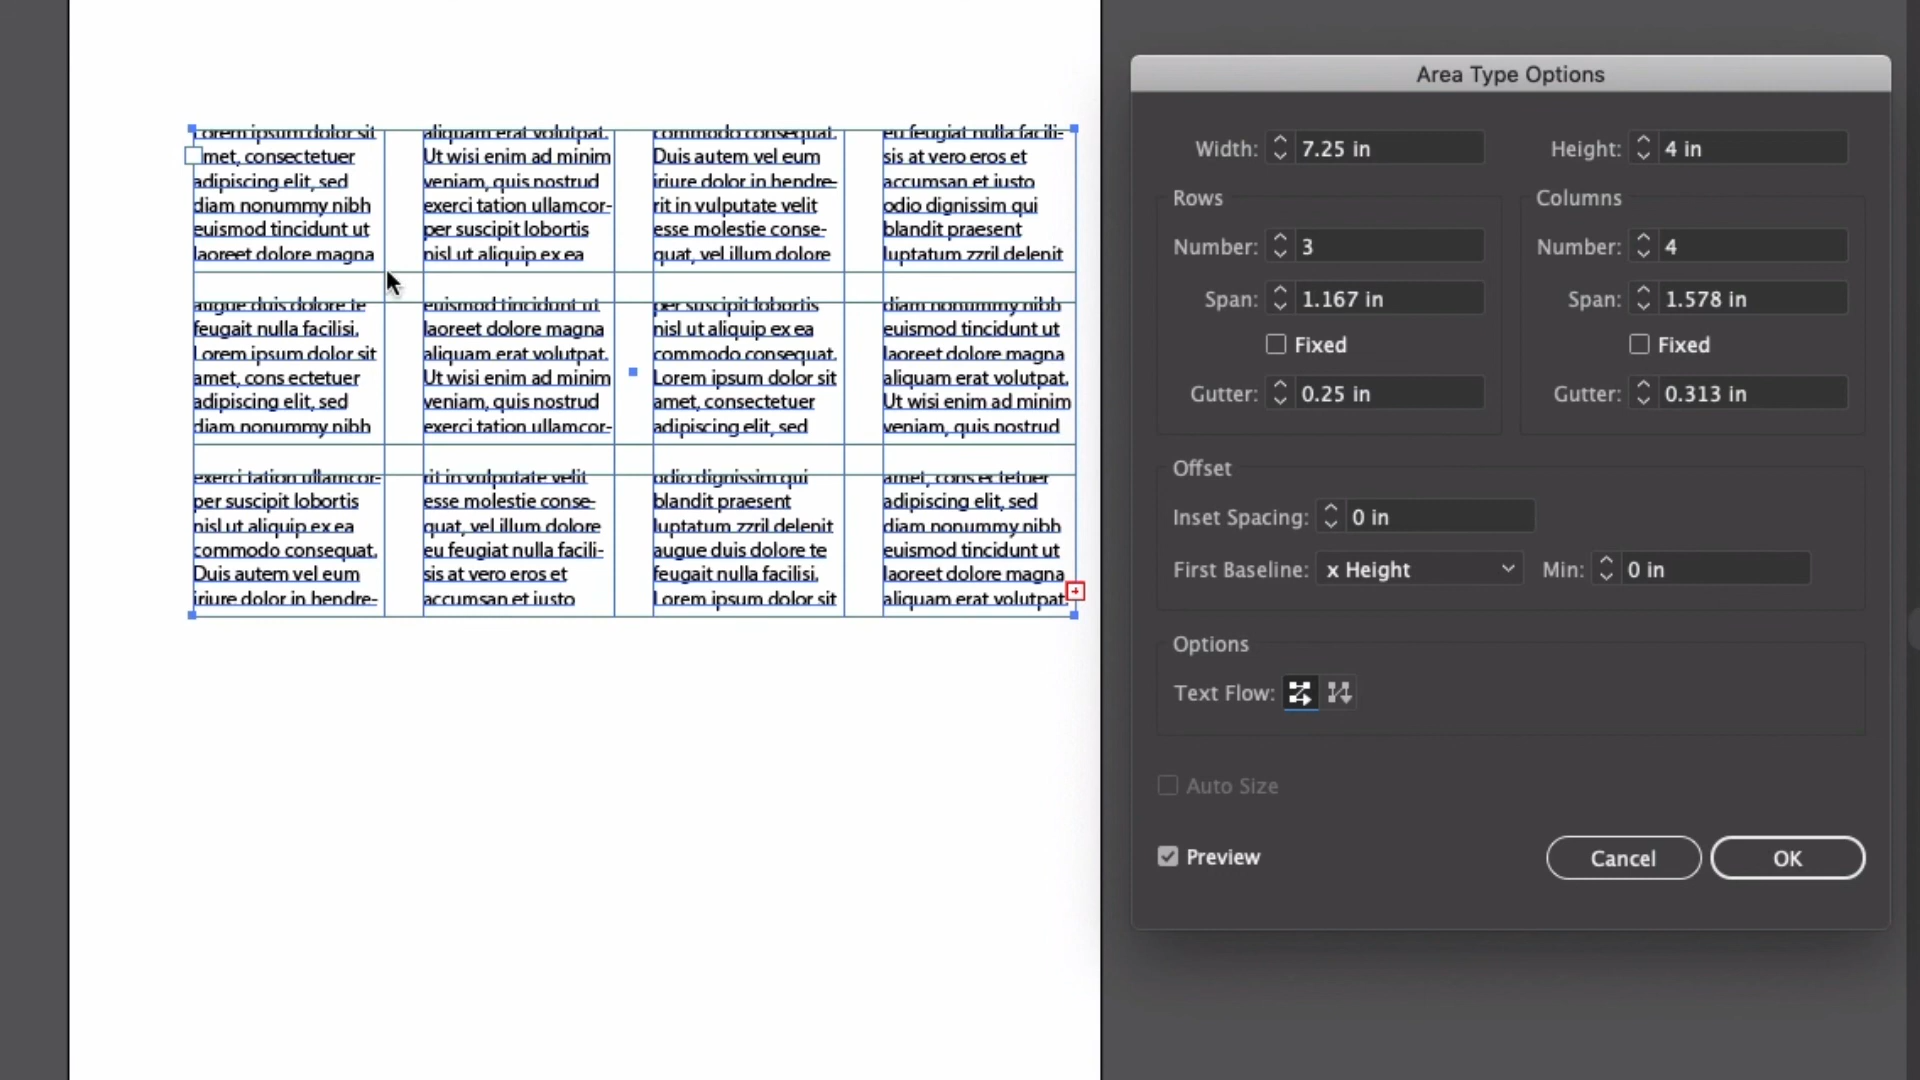 Lorem ipsum dolor sit
met, consectetuer
adipiscing elit, sed
diam nonummy nibh
euismod tincidunt ut
laoreet dolore magna
aliquam erat volutpat.
Ut wisi enim ad minim
veniam, quis nostrud
exerci tation ullamcor-
per suscipit lobortis
nisl ut aliquip ex ea
commodo consequat.
Duis autem vel eum
iriure dolor in hendre-
rit in vulputate velit
esse molestie conse-
quat, vel illum dolore
eu feugiat nulla facili-
sis at vero eros et
accumsan et iusto
odio dignissim qui
blandit praesent
luptatum zzril delenit
augue duis dolore te
feugait nulla facilisi.
Lorem ipsum dolor sit
amet, cons ectetuer
adipiscing elit, sed
diam nonummy nibh
euismod tincidunt ut
laoreet dolore magna
aliquam erat volutpat.
Ut wisi enim ad minim
veniam, quis nostrud
exerci tation ullamcor-
per suscipit lobortis
nisl ut aliquip ex ea
commodo consequat.
Lorem ipsum dolor sit
amet, consectetuer
adipiscing elit, sed
diam nonummy nibh
euismod tincidunt ut
laoreet dolore magna
aliquam erat volutpat.
Ut wisi enim ad minim
veniam, quis nostrud
exerci tation ullamcor-
per suscipit lobortis
nisl ut aliquip ex ea
commodo consequat.
Duis autem vel eum
iriure dolor in hendre-
rit in vulputate velit
esse molestie conse-
quat, vel illum dolore
eu feugiat nulla facili-
sis at vero eros et
accumsan et iusto
odio dignissim qui
blandit praesent
luptatum zzril delenit
augue duis dolore te
feugait nulla facilisi.
Lorem ipsum dolor sit
amet, cons ectetuer
adipiscing elit, sed
diam nonummy nibh
euismod tincidunt ut
laoreet dolore magna
aliquam erat volutpat.
Area Type Options
Width: 7.25 in
Height: 4 in
Rows
Number: 3
Span: 1.167 in
Fixed
Gutter: 0.25 in
Columns
Number: 4
Span: 1.578 in
Fixed
Gutter: 0.313 in
Offset
Inset Spacing: 0 in
First Baseline: x Height
Min: 0 in
Options
Text Flow:
Auto Size
Preview
Cancel
OK